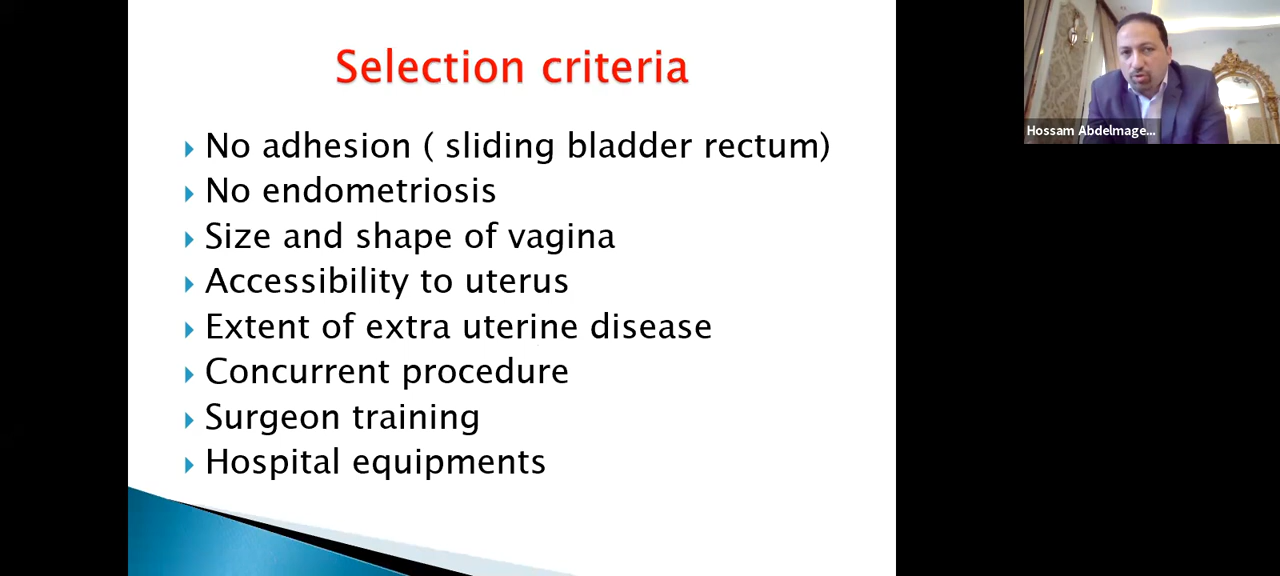 Selection criteria
No adhesion ( sliding bladder rectum)
No endometriosis
Size and shape of vagina
Accessibility to uterus
Extent of extra uterine disease
Concurrent procedure
Surgeon training
Hospital equipments
Hossam Abdelmage...